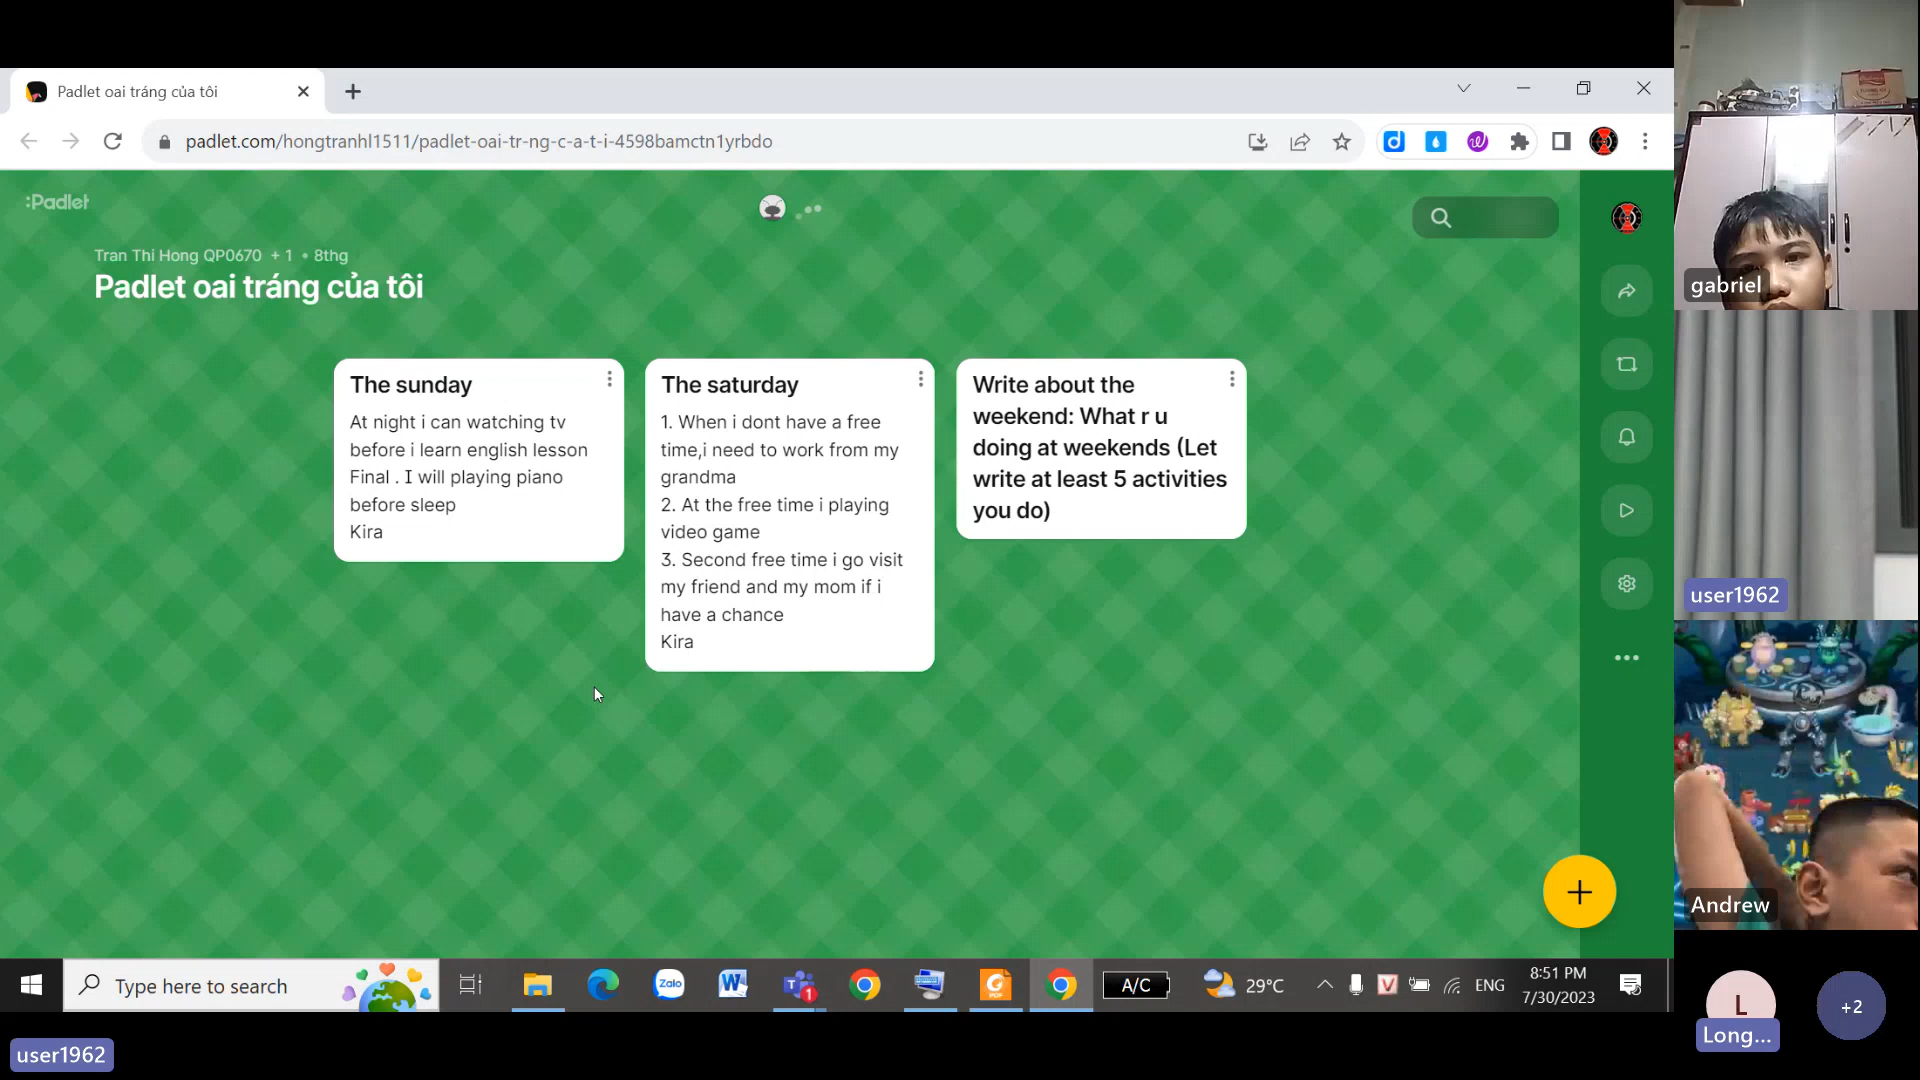 Padlet oai tráng của tôi
padlet.com/hongtranhl1511/padlet-oai-tr-ng-c-a-t-i-4598bamctn1yrbdo
:Padlet
Tran Thi Hong QP0670 + 1 • 8thg
Padlet oai tráng của tôi
The sunday
At night i can watching tv
before i learn english lesson
Final . I will playing piano
before sleep
Kira
The saturday
1. When i dont have a free
time,i need to work from my
grandma
2. At the free time i playing
video game
3. Second free time i go visit
my friend and my mom if i
have a chance
Kira
Write about the
weekend: What r u
doing at weekends (Let
write at least 5 activities
you do)
gabriel
user1962
Andrew
L
Long...
+2
Type here to search
Zalo
W
T
1
PDF
A/C
29°C
V
ENG
8:51 PM
7/30/2023
user1962